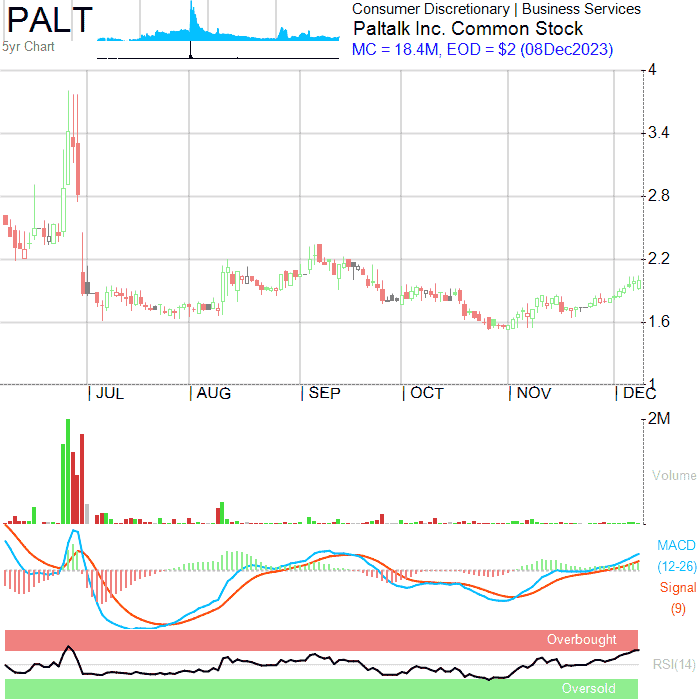 PALT
5yr Chart
Consumer Discretionary | Business Services
Paltalk Inc. Common Stock
MC = 18.4M, EOD = $2 (08Dec2023)
4
3.4
2.8
2.2
1.6
1
JUL
AUG
SEP
OCT
NOV
DEC
2M
Volume
MACD
(12-26)
Signal
(9)
Overbought
RSI(14)
Oversold